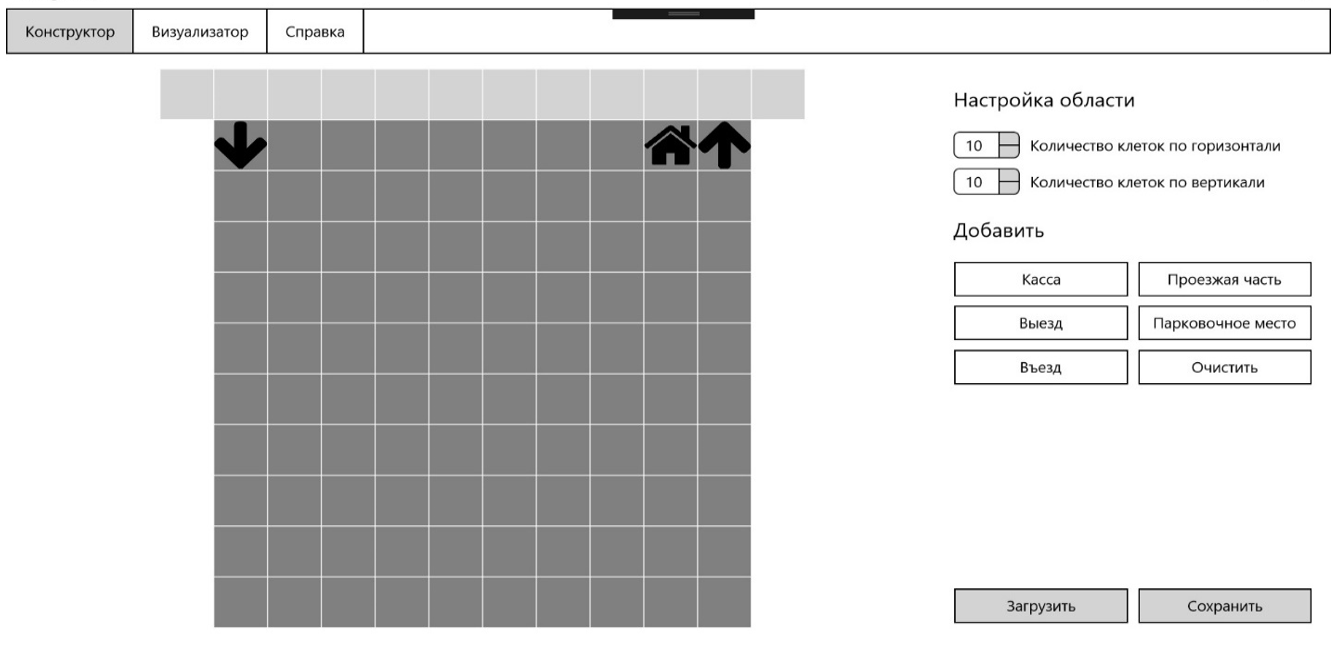 Конструктор Визуализатор Справка
Настройка области
10 Количество клеток по горизонтали
10 Количество клеток по вертикали
Добавить
Касса Проезжая часть
Выезд Парковочное место
Въезд Очистить
Загрузить Сохранить